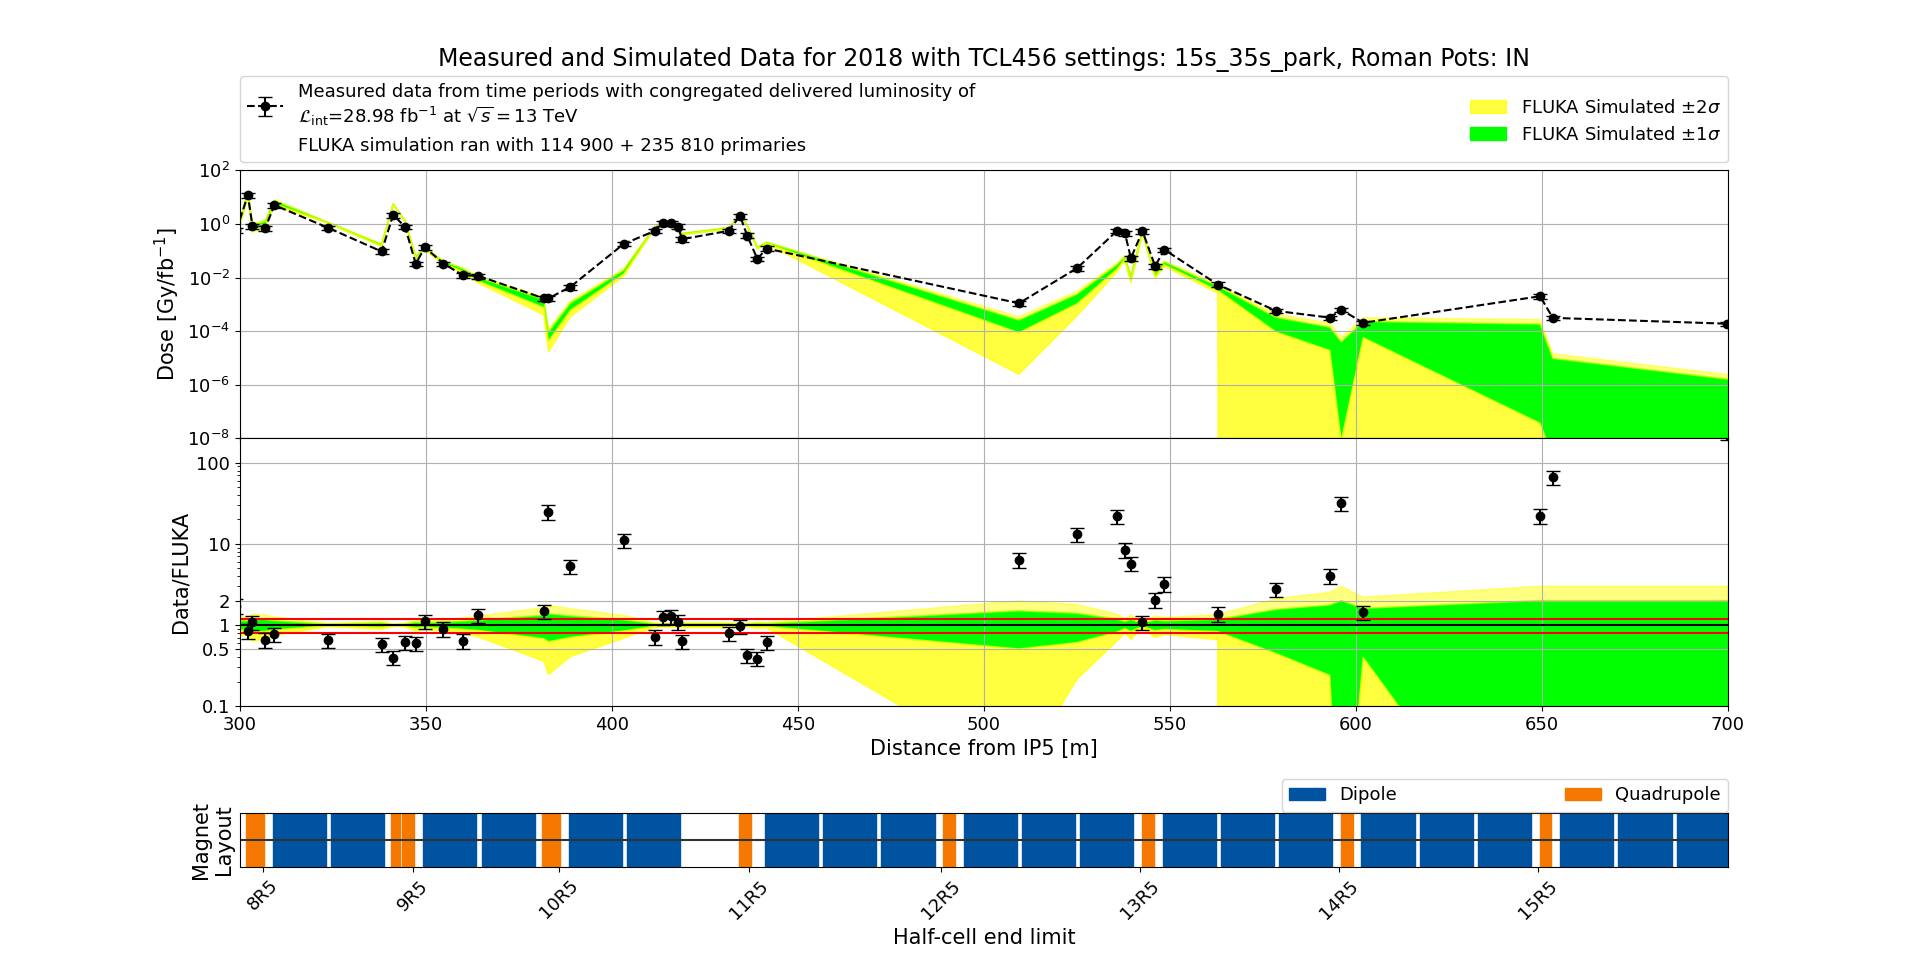 Measured and Simulated Data for 2018 with TCL456 settings: 15s_35s_park, Roman Pots: IN
Measured data from time periods with congregated delivered luminosity of
ℒ_int=28.98 fb⁻¹ at √s = 13 TeV
FLUKA simulation ran with 114 900 + 235 810 primaries
FLUKA Simulated ±2σ
FLUKA Simulated ±1σ
Dose [Gy/fb⁻¹]
10²
10⁰
10⁻²
10⁻⁴
10⁻⁶
10⁻⁸
Data/FLUKA
100
10
2
1
0.5
0.1
300 350 400 450 500 550 600 650 700
Distance from IP5 [m]
Dipole Quadrupole
Magnet
Layout
8R5 9R5 10R5 11R5 12R5 13R5 14R5 15R5
Half-cell end limit